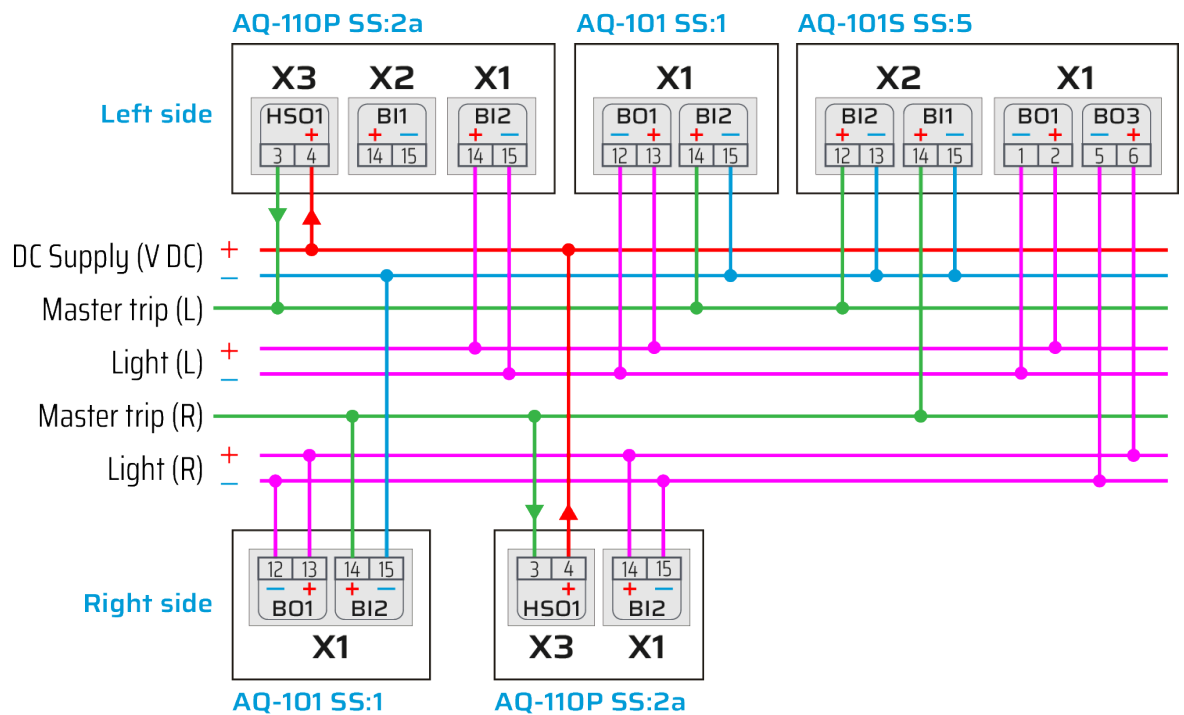 AQ-110P SS:2a AQ-101 SS:1 AQ-101S SS:5
X3 X2 X1 X1 X2 X1
Left side
HSO1 BI1 BI2 BO1 BI2 BI2 BI1 BO1 BO3
+ + − + − − + + − + − + − − + − +
3 4 14 15 14 15 12 13 14 15 12 13 14 15 1 2 5 6
DC Supply (V DC) + −
Master trip (L)
Light (L) + −
Master trip (R)
Light (R) + −
12 13 14 15 3 4 14 15
− + + − + + −
Right side
BO1 BI2 HSO1 BI2
X1 X3 X1
AQ-101 SS:1 AQ-110P SS:2a